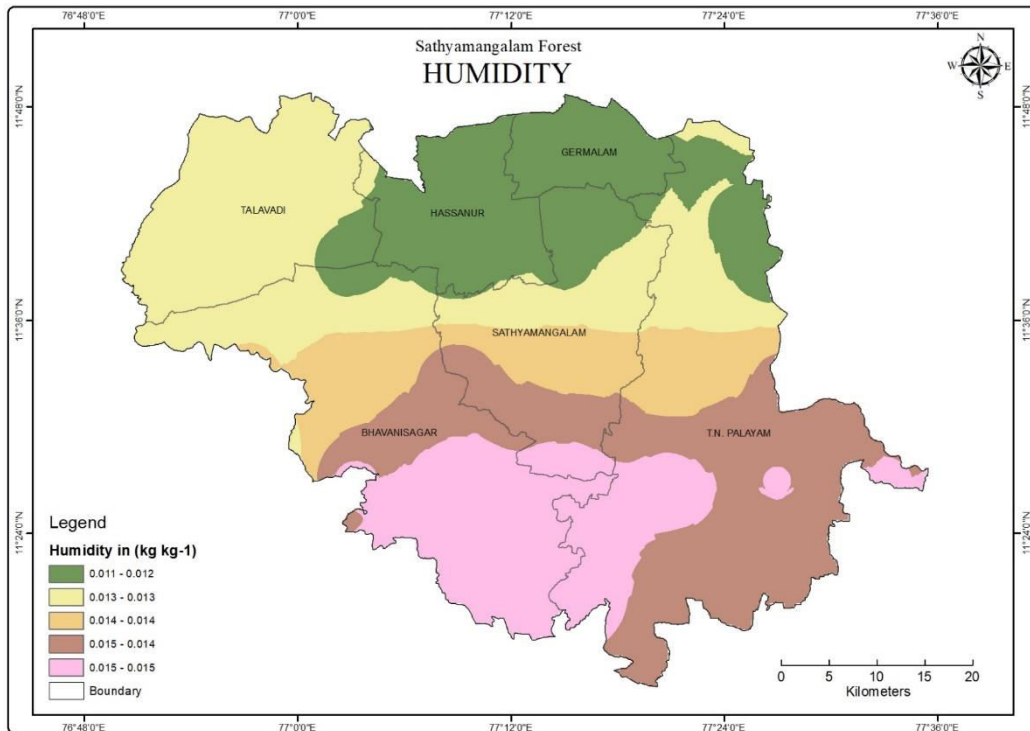 76°48'0"E 77°0'0"E 77°12'0"E 77°24'0"E 77°36'0"E
Sathyamangalam Forest
HUMIDITY
N
W E
S
11°48'0"N 11°48'0"N
GERMALAM
TALAVADI
HASSANUR
11°36'0"N 11°36'0"N
SATHYAMANGALAM
BHAVANISAGAR
T.N. PALAYAM
11°24'0"N 11°24'0"N
Legend
Humidity in (kg kg-1)
0.011 - 0.012
0.013 - 0.013
0.014 - 0.014
0.015 - 0.014
0.015 - 0.015
Boundary
0 5 10 15 20
Kilometers
76°48'0"E 77°0'0"E 77°12'0"E 77°24'0"E 77°36'0"E